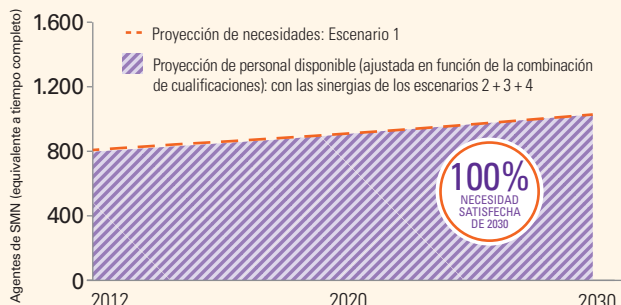 Agentes de SMN (equivalente a tiempo completo)
1.600
1.200
800
400
0
Proyección de necesidades: Escenario 1
Proyección de personal disponible (ajustada en función de la combinación
de cualificaciones): con las sinergias de los escenarios 2 + 3 + 4
100%
NECESIDAD
SATISFECHA
DE 2030
2012
2020
2030